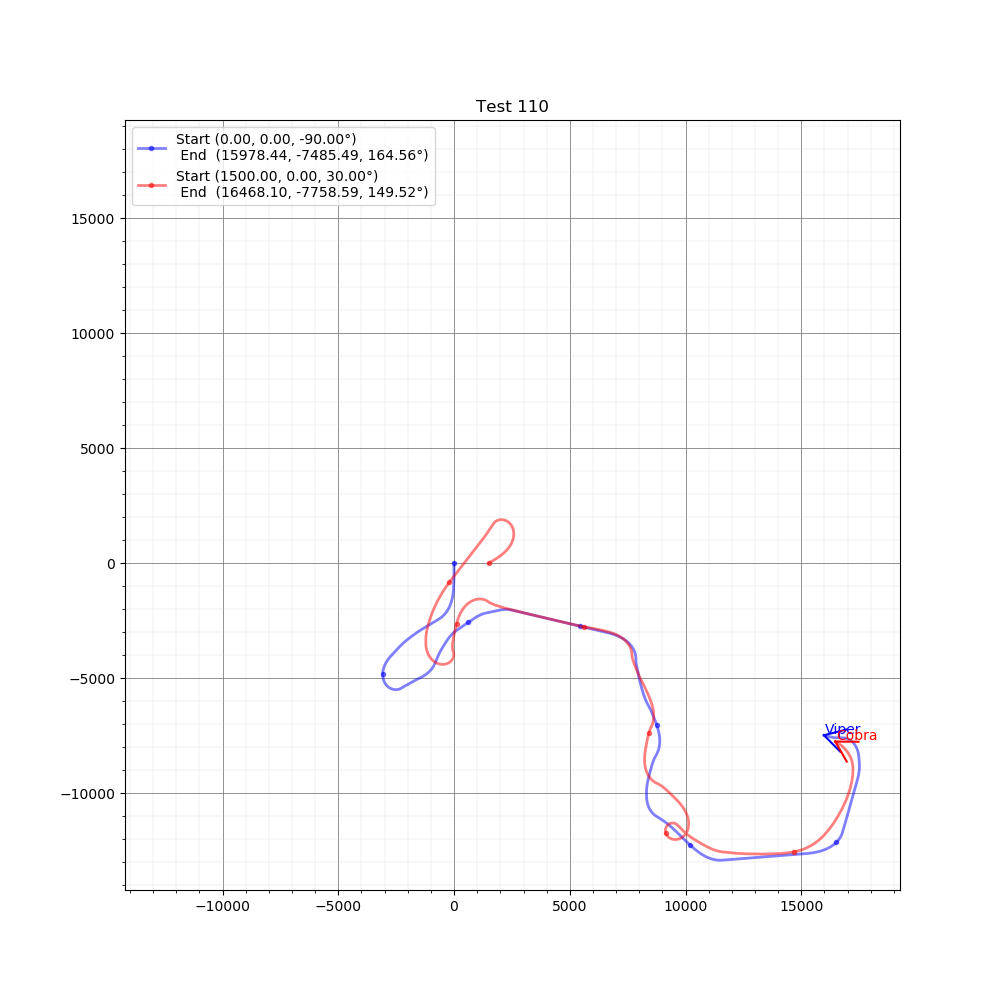 Test 110
Start (0.00, 0.00, -90.00°)
End  (15978.44, -7485.49, 164.56°)
Start (1500.00, 0.00, 30.00°)
End  (16468.10, -7758.59, 149.52°)
15000
10000
5000
0
−5000
−10000
Viper
Cobra
−10000
−5000
0
5000
10000
15000